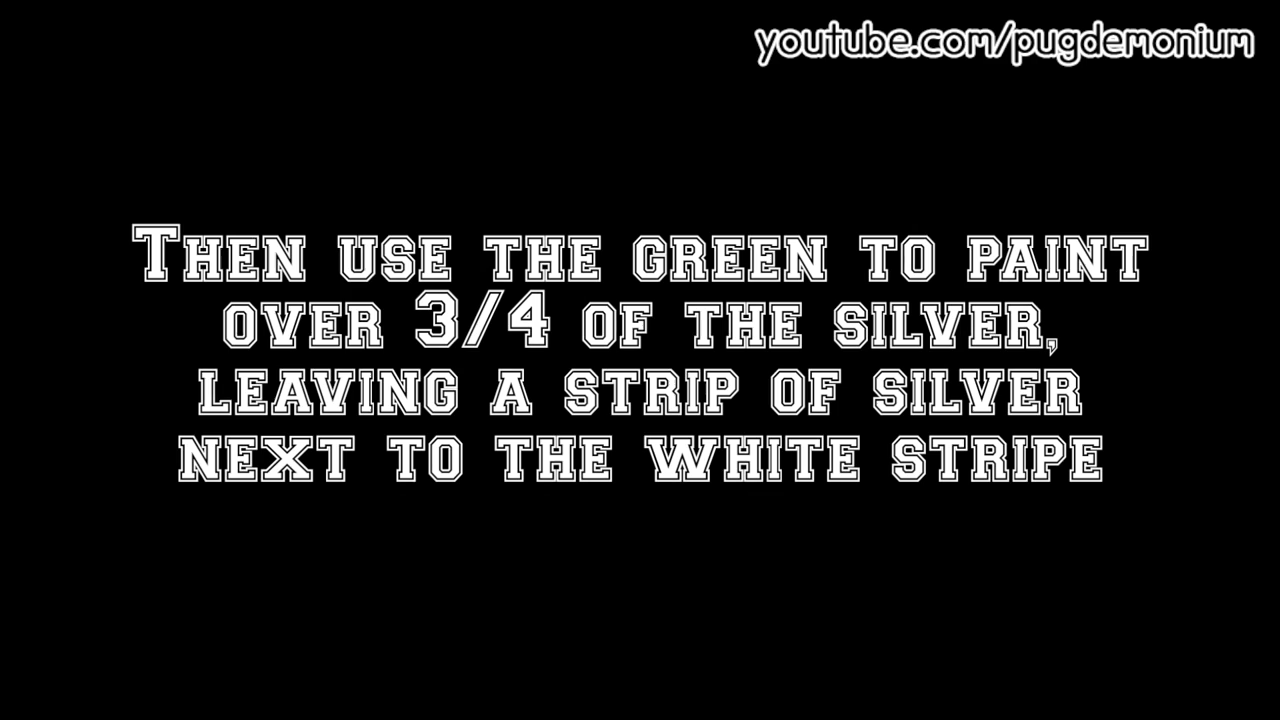 youtube.com/pugdemonium
Then use the green to paint
over 3/4 of the silver,
leaving a strip of silver
next to the white stripe